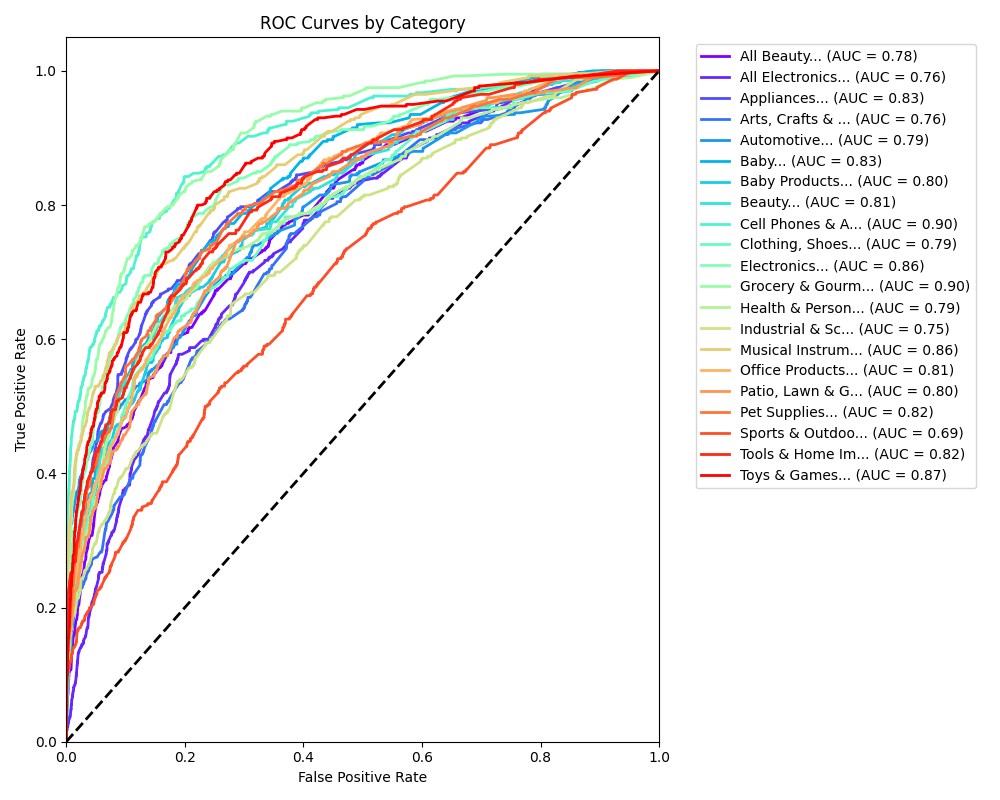 ROC Curves by Category
1.0
0.8
0.6
0.4
0.2
0.0
True Positive Rate
0.0 0.2 0.4 0.6 0.8 1.0
False Positive Rate
All Beauty... (AUC = 0.78)
All Electronics... (AUC = 0.76)
Appliances... (AUC = 0.83)
Arts, Crafts & ... (AUC = 0.76)
Automotive... (AUC = 0.79)
Baby... (AUC = 0.83)
Baby Products... (AUC = 0.80)
Beauty... (AUC = 0.81)
Cell Phones & A... (AUC = 0.90)
Clothing, Shoes... (AUC = 0.79)
Electronics... (AUC = 0.86)
Grocery & Gourm... (AUC = 0.90)
Health & Person... (AUC = 0.79)
Industrial & Sc... (AUC = 0.75)
Musical Instrum... (AUC = 0.86)
Office Products... (AUC = 0.81)
Patio, Lawn & G... (AUC = 0.80)
Pet Supplies... (AUC = 0.82)
Sports & Outdoo... (AUC = 0.69)
Tools & Home Im... (AUC = 0.82)
Toys & Games... (AUC = 0.87)